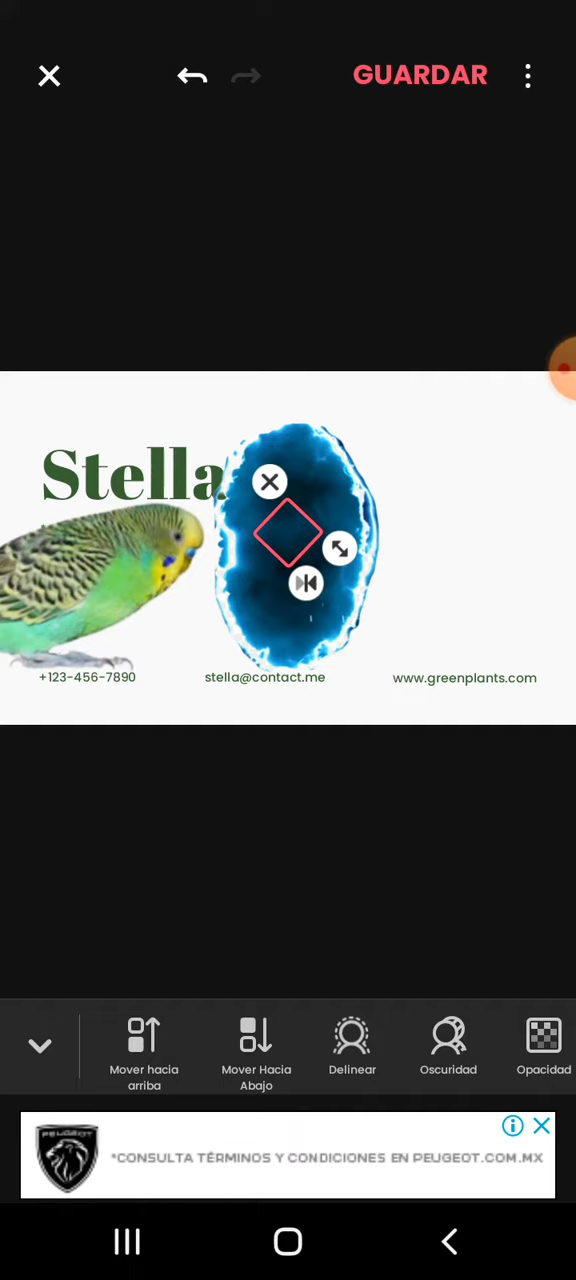 GUARDAR
Stella
+123-456-7890
stella@contact.me
www.greenplants.com
Mover hacia
arriba
Mover Hacia
Abajo
Delinear
Oscuridad
Opacidad
PEUGEOT
*CONSULTA TÉRMINOS Y CONDICIONES EN PEUGEOT.COM.MX